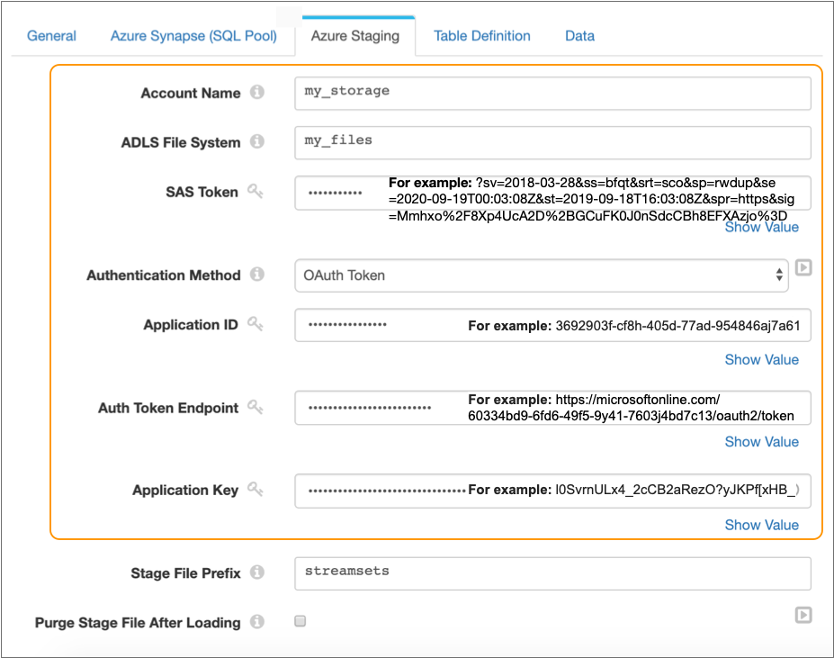 General Azure Synapse (SQL Pool) Azure Staging Table Definition Data
Account Name my_storage
ADLS File System my_files
SAS Token ••••••••••• For example: ?sv=2018-03-28&ss=bfqt&srt=sco&sp=rwdup&se
=2020-09-19T00:03:08Z&st=2019-09-18T16:03:08Z&spr=https&sig
=Mmhxo%2F8Xp4UcA2D%2BGCuFK0J0nSdcCBh8EFXAzjo%3D
Show Value
Authentication Method OAuth Token
Application ID •••••••••••••••• For example: 3692903f-cf8h-405d-77ad-954846aj7a61
Show Value
Auth Token Endpoint ••••••••••••••••••••••••• For example: https://microsoftonline.com/
60334bd9-6fd6-49f5-9y41-7603j4bd7c13/oauth2/token
Show Value
Application Key •••••••••••••••••••••••••••••••• For example: l0SvrnULx4_2cCB2aRezO?yJKPf[xHB_)
Show Value
Stage File Prefix streamsets
Purge Stage File After Loading